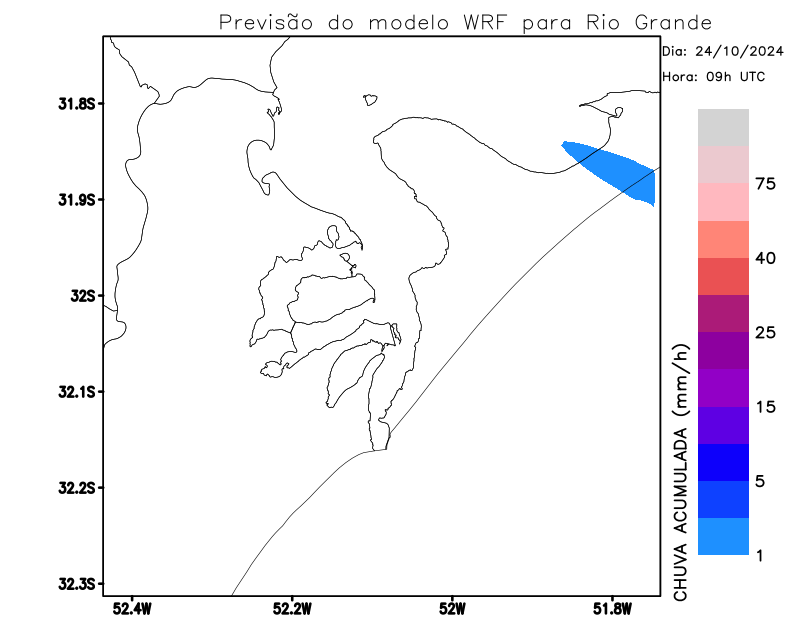 Previsão do modelo WRF para Rio Grande
Dia: 24/10/2024
Hora: 09h UTC
31.8S
31.9S
32S
32.1S
32.2S
32.3S
52.4W
52.2W
52W
51.8W
75
40
25
15
5
1
CHUVA ACUMULADA (mm/h)